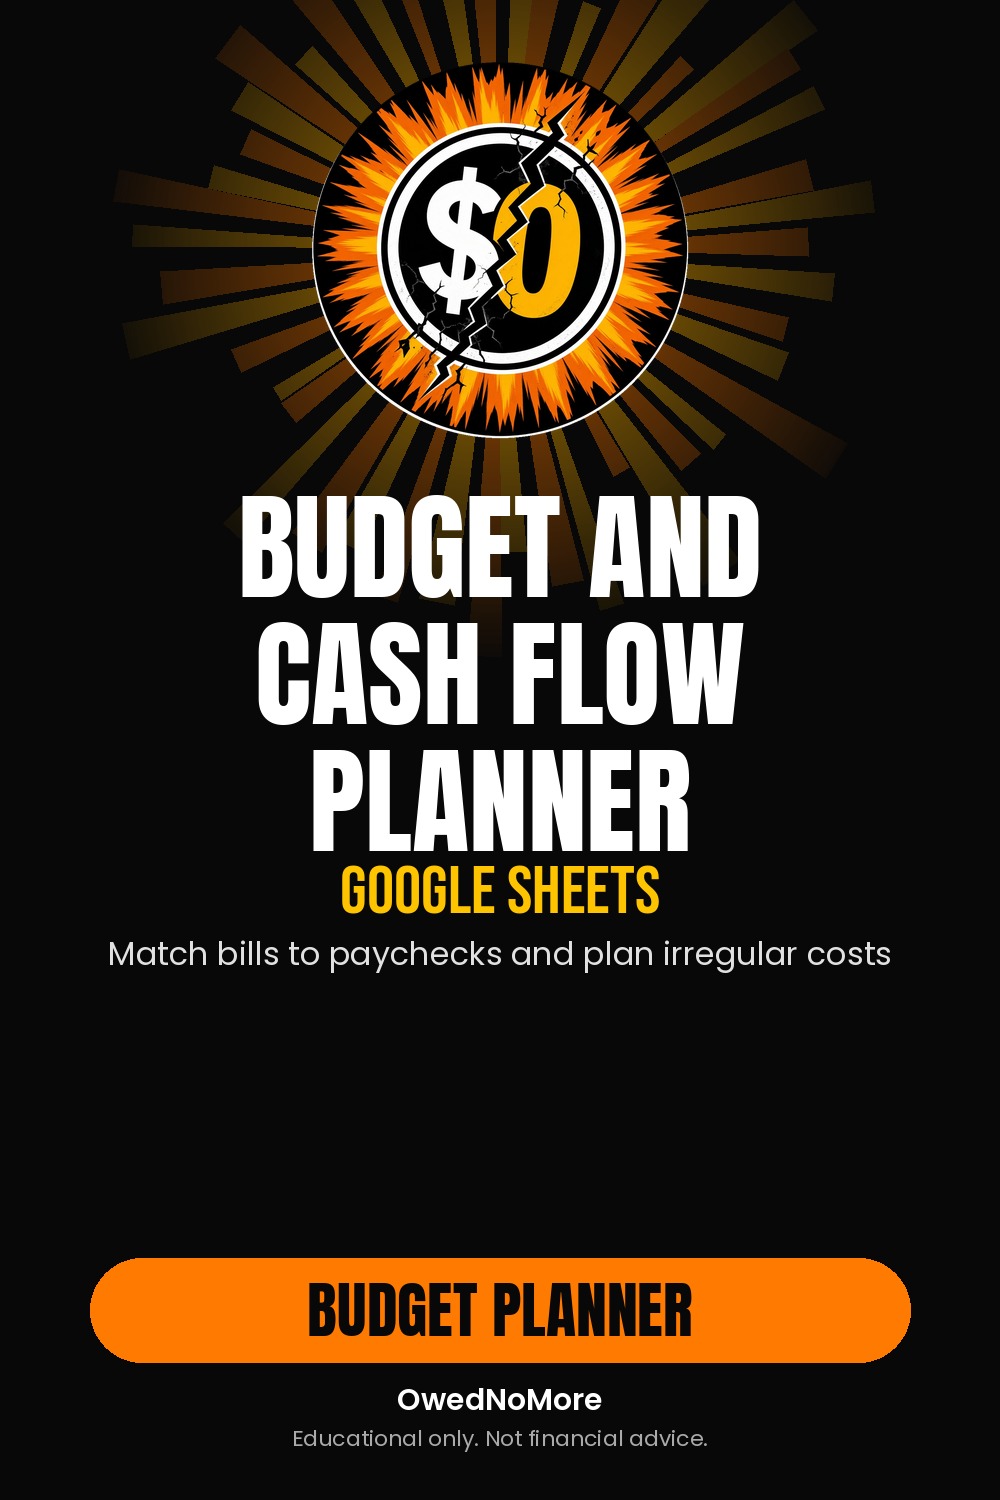 $0
BUDGET AND
CASH FLOW
PLANNER
GOOGLE SHEETS
Match bills to paychecks and plan irregular costs
BUDGET PLANNER
OwedNoMore
Educational only. Not financial advice.